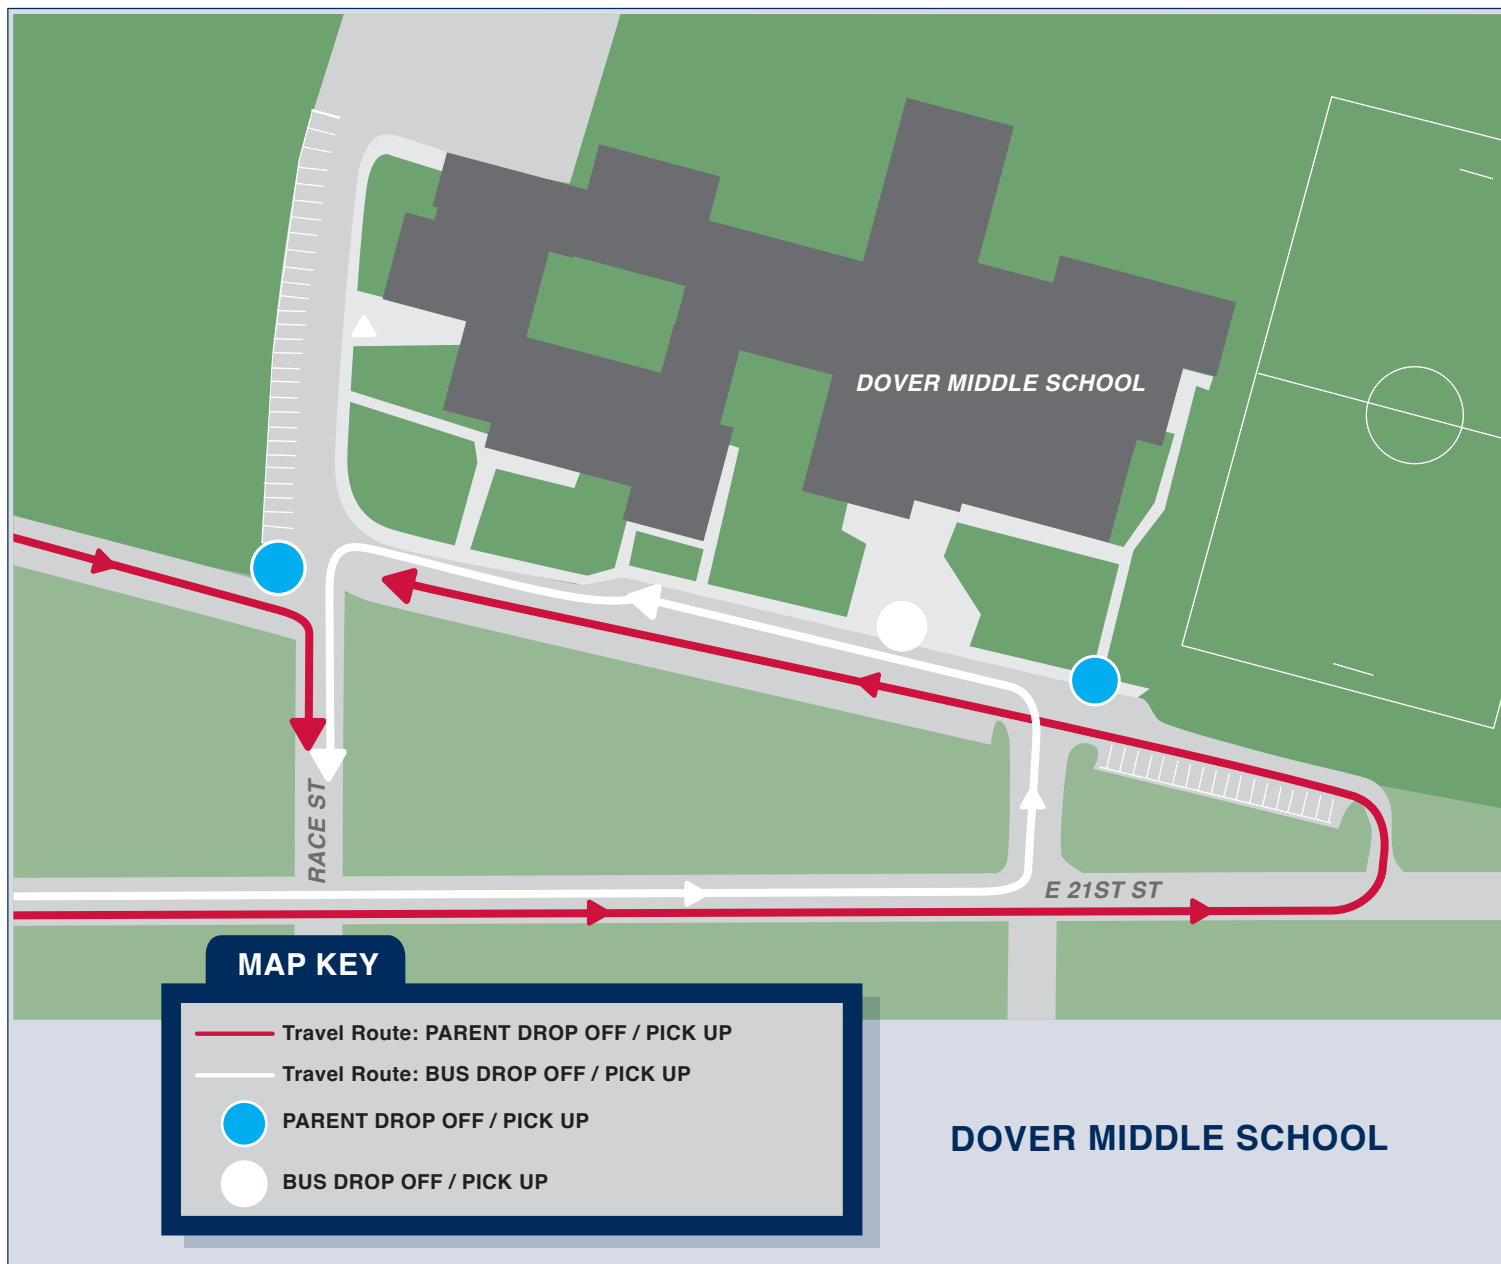 DOVER MIDDLE SCHOOL
RACE ST
E 21ST ST
MAP KEY
Travel Route: PARENT DROP OFF / PICK UP
Travel Route: BUS DROP OFF / PICK UP
PARENT DROP OFF / PICK UP
BUS DROP OFF / PICK UP
DOVER MIDDLE SCHOOL